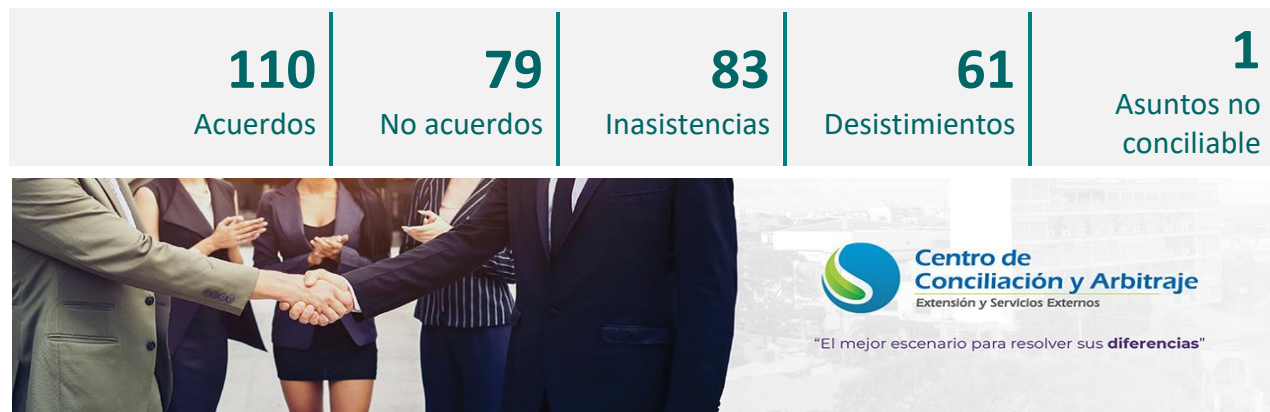 110
Acuerdos
79
No acuerdos
83
Inasistencias
61
Desistimientos
1
Asuntos no
conciliable
Centro de
Conciliación y Arbitraje
Extensión y Servicios Externos
“El mejor escenario para resolver sus diferencias”